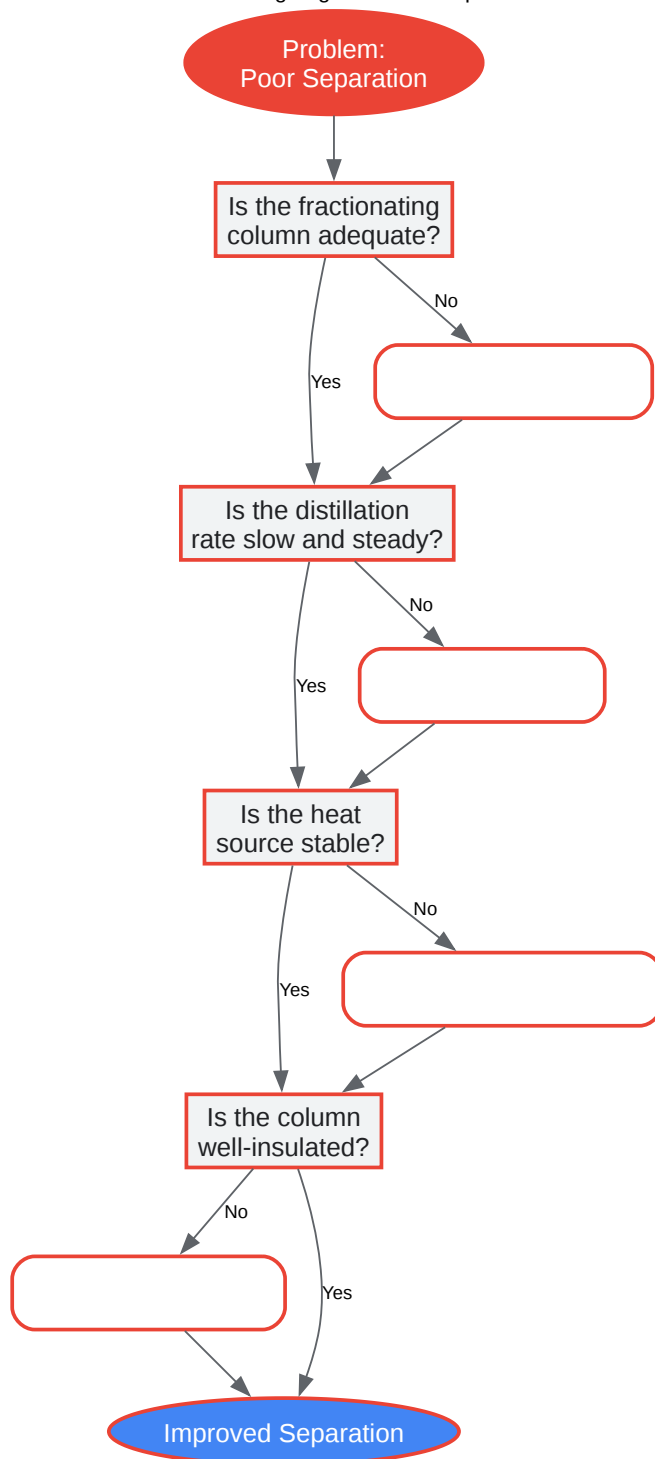 Problem:
Poor Separation
Is the fractionating
column adequate?
No
Yes
Is the distillation
rate slow and steady?
No
Yes
Is the heat
source stable?
No
Yes
Is the column
well-insulated?
No
Yes
Improved Separation